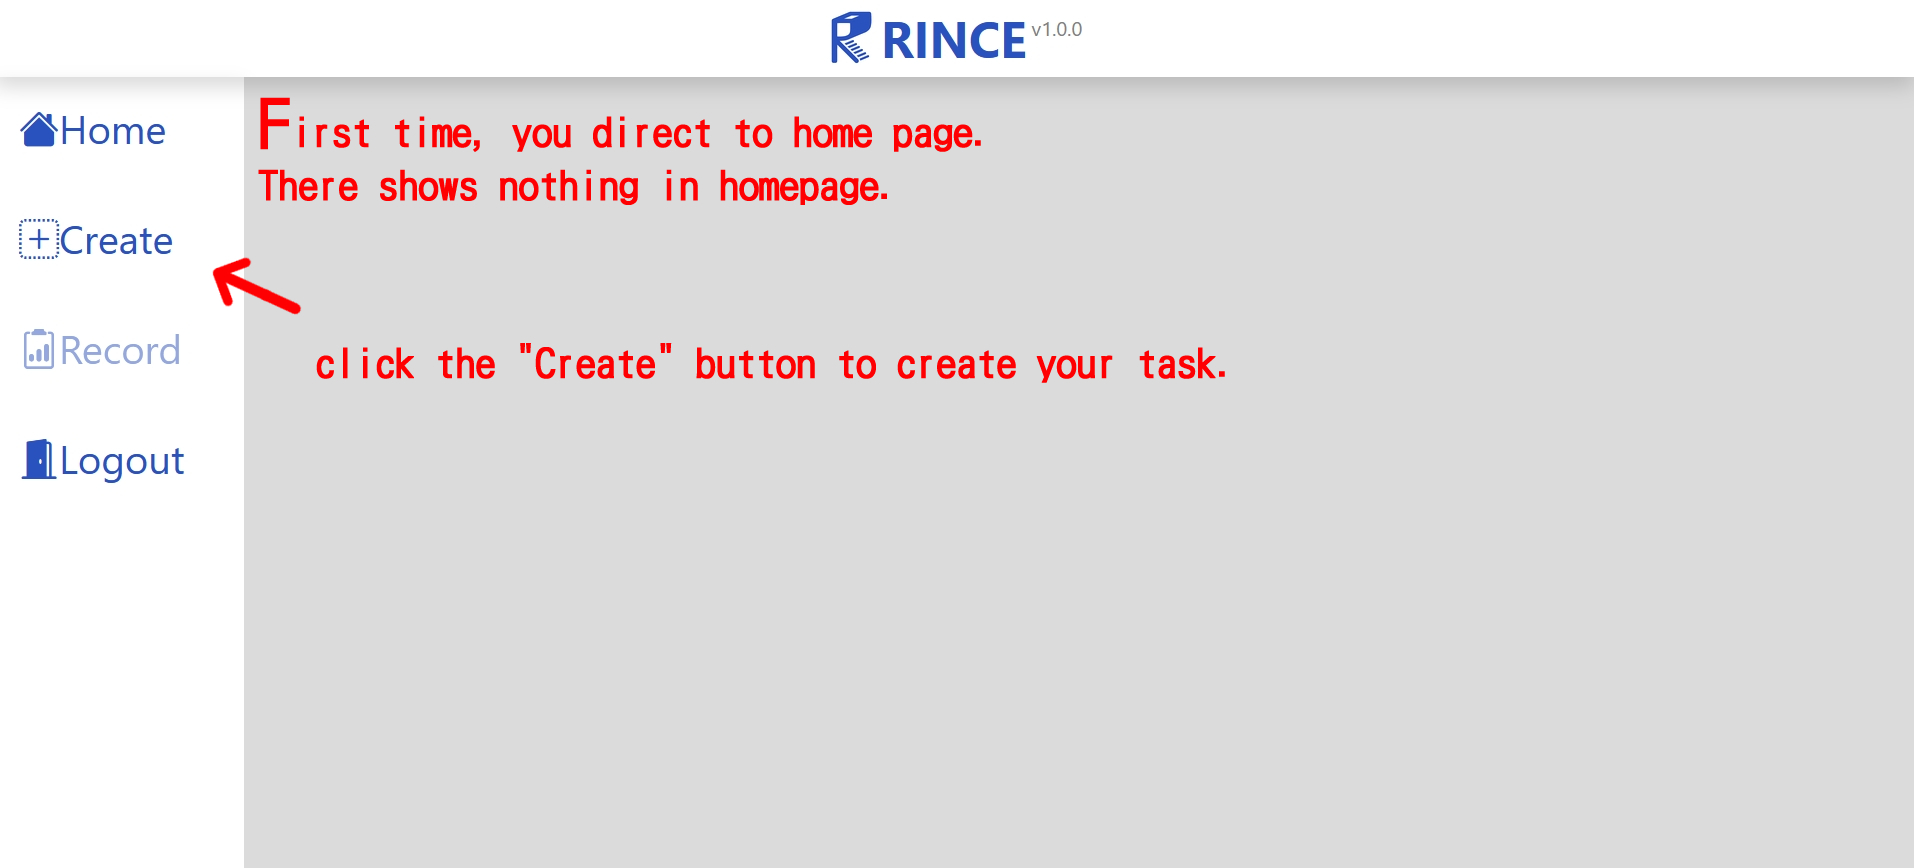 RINCE v1.0.0
Home
Create
Record
Logout
First time, you direct to home page.
There shows nothing in homepage.
click the "Create" button to create your task.